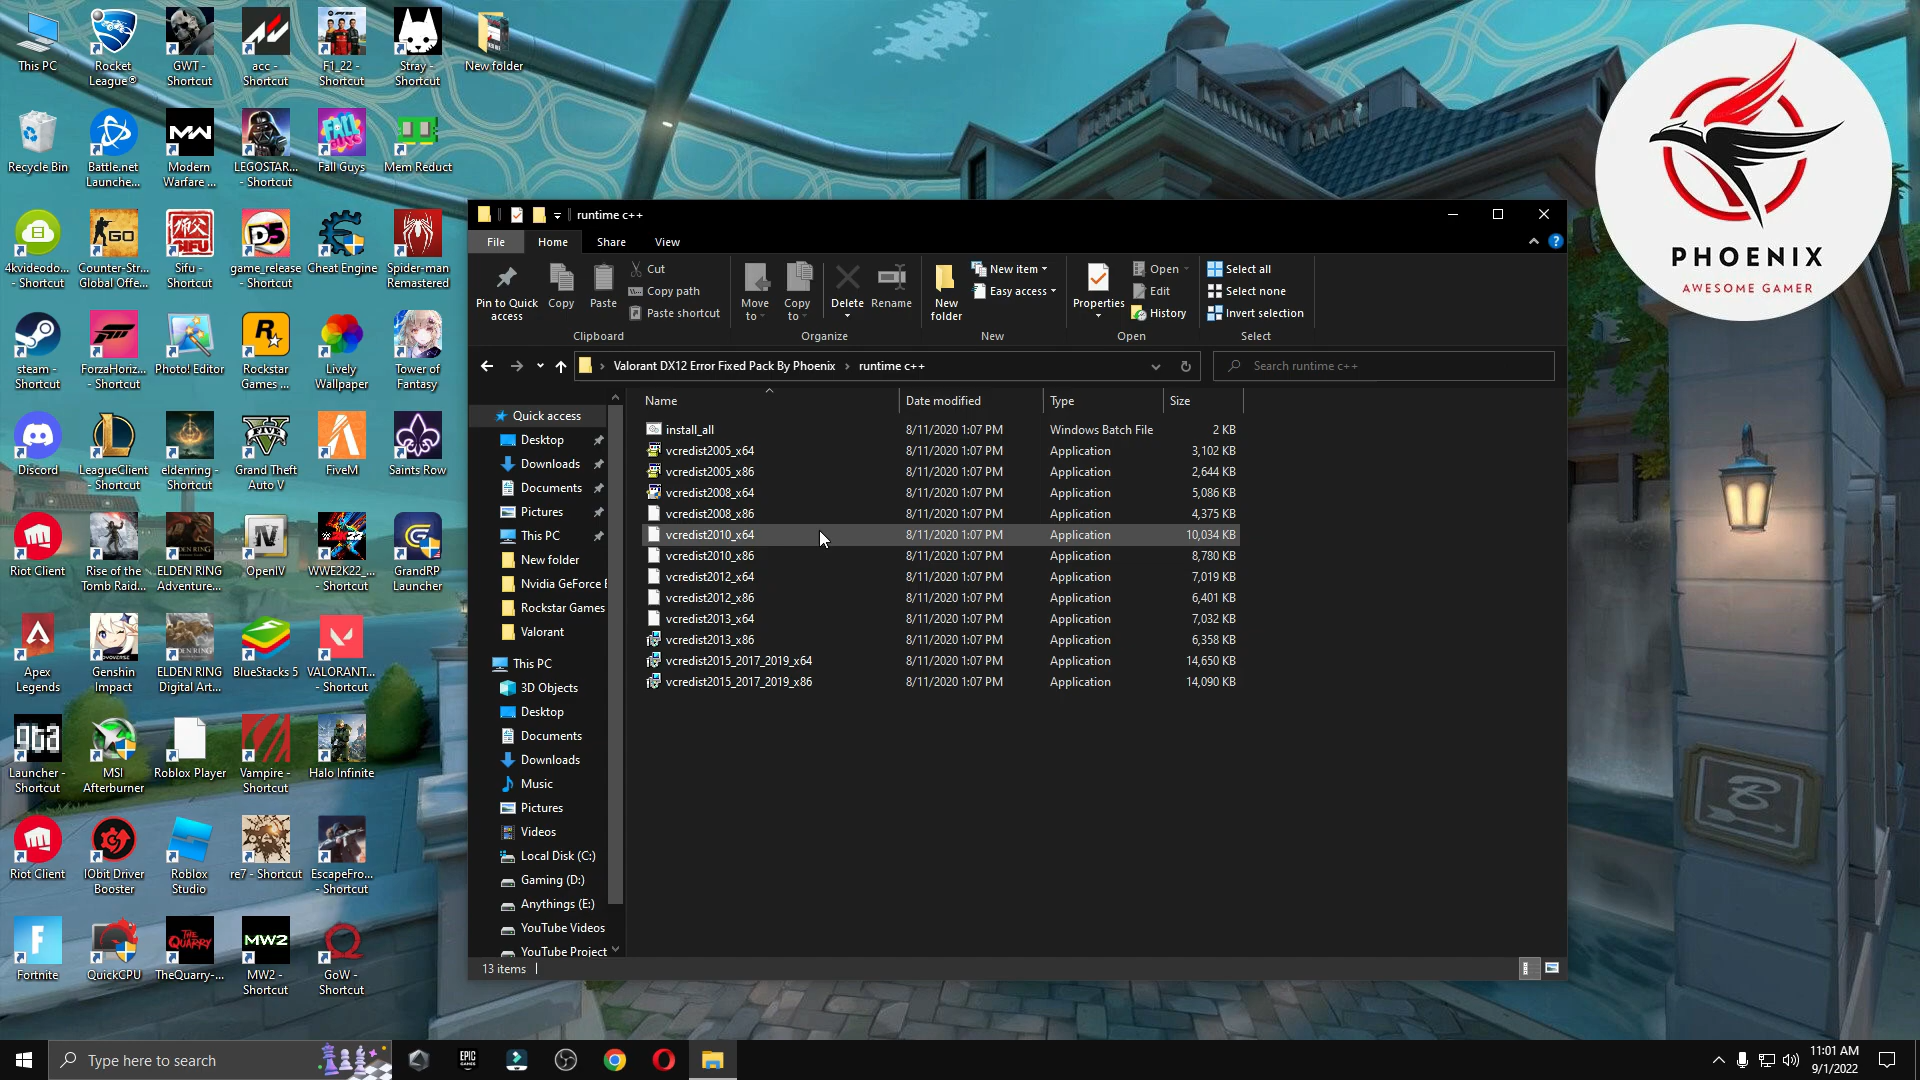 This PC
Rocket
League®
GWT -
Shortcut
acc -
Shortcut
F1_22 -
Shortcut
Stray -
Shortcut
New folder
Recycle Bin
Battle.net
Launche...
Modern
Warfare ...
LEGOSTAR...
- Shortcut
Fall Guys
Mem Reduct
4kvideodo...
- Shortcut
Counter-Str...
Global Offe...
Sifu -
Shortcut
game_release
- Shortcut
Cheat Engine
Spider-man
Remastered
steam -
Shortcut
ForzaHoriz...
- Shortcut
Photo! Editor
Rockstar
Games ...
Lively
Wallpaper
Tower of
Fantasy
Discord
LeagueClient
- Shortcut
eldenring -
Shortcut
Grand Theft
Auto V
FiveM
Saints Row
Riot Client
Rise of the
Tomb Raid...
ELDEN RING
Adventure...
OpenIV
WWE2K22_...
- Shortcut
GrandRP
Launcher
Apex
Legends
Genshin
Impact
ELDEN RING
Digital Art...
BlueStacks 5
VALORANT...
- Shortcut
Launcher -
Shortcut
MSI
Afterburner
Roblox Player
Vampire -
Shortcut
Halo Infinite
Riot Client
IObit Driver
Booster
Roblox
Studio
re7 - Shortcut
EscapeFro...
- Shortcut
Fortnite
QuickCPU
TheQuarry-...
MW2 -
Shortcut
GoW -
Shortcut
runtime c++
File
Home
Share
View
Pin to Quick
access
Copy
Paste
Cut
Copy path
Paste shortcut
Clipboard
Move
to
Copy
to
Delete
Rename
Organize
New
folder
New item
Easy access
New
Properties
Open
Edit
History
Open
Select all
Select none
Invert selection
Select
Valorant DX12 Error Fixed Pack By Phoenix > runtime c++
Search runtime c++
Name Date modified Type Size
install_all 8/11/2020 1:07 PM Windows Batch File 2 KB
vcredist2005_x64 8/11/2020 1:07 PM Application 3,102 KB
vcredist2005_x86 8/11/2020 1:07 PM Application 2,644 KB
vcredist2008_x64 8/11/2020 1:07 PM Application 5,086 KB
vcredist2008_x86 8/11/2020 1:07 PM Application 4,375 KB
vcredist2010_x64 8/11/2020 1:07 PM Application 10,034 KB
vcredist2010_x86 8/11/2020 1:07 PM Application 8,780 KB
vcredist2012_x64 8/11/2020 1:07 PM Application 7,019 KB
vcredist2012_x86 8/11/2020 1:07 PM Application 6,401 KB
vcredist2013_x64 8/11/2020 1:07 PM Application 7,032 KB
vcredist2013_x86 8/11/2020 1:07 PM Application 6,358 KB
vcredist2015_2017_2019_x64 8/11/2020 1:07 PM Application 14,650 KB
vcredist2015_2017_2019_x86 8/11/2020 1:07 PM Application 14,090 KB
Quick access
Desktop
Downloads
Documents
Pictures
This PC
New folder
Nvidia GeForce E
Rockstar Games
Valorant
This PC
3D Objects
Desktop
Documents
Downloads
Music
Pictures
Videos
Local Disk (C:)
Gaming (D:)
Anythings (E:)
YouTube Videos
YouTube Project
13 items
PHOENIX
AWESOME GAMER
B
Type here to search
11:01 AM
9/1/2022